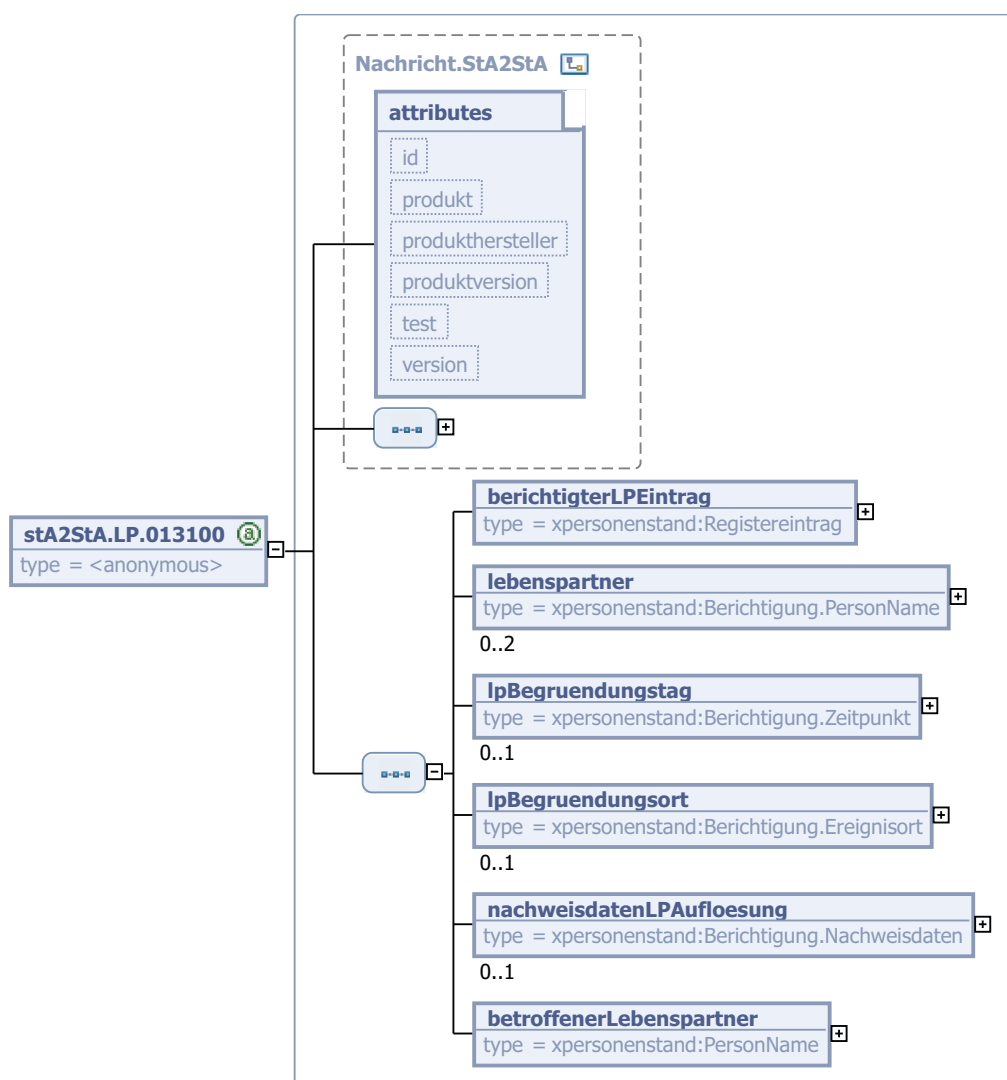 Nachricht.StA2StA
attributes
id
produkt
produkthersteller
produktversion
test
version
stA2StA.LP.013100 a
type = <anonymous>
berichtigterLPEintrag
type = xpersonenstand:Registereintrag
lebenspartner
type = xpersonenstand:Berichtigung.PersonName
0..2
lpBegruendungstag
type = xpersonenstand:Berichtigung.Zeitpunkt
0..1
lpBegruendungsort
type = xpersonenstand:Berichtigung.Ereignisort
0..1
nachweisdatenLPAufloesung
type = xpersonenstand:Berichtigung.Nachweisdaten
0..1
betroffenerLebenspartner
type = xpersonenstand:PersonName